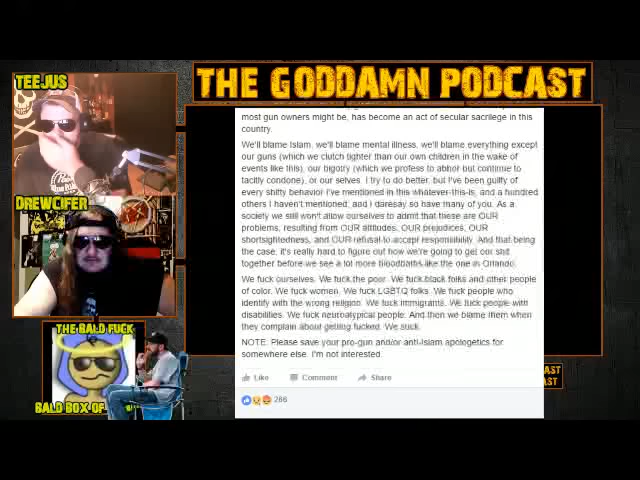 TEEJUS
THE GODDAMN PODCAST
most gun owners might be, has become an act of secular sacrilege in this
country.
We'll blame Islam, we'll blame mental illness, we'll blame everything except
our guns (which we clutch tighter than our own children in the wake of
events like this), our bigotry (which we profess to abhor but continue to
tacitly condone), or our selves. I try to do better, but I've been guilty of
every shitty behavior I've mentioned in this whatever-this-is, and a hundred
others I haven't mentioned, and I daresay so have many of you. As a
society we still won't allow ourselves to admit that these are OUR
problems, resulting from OUR attitudes, OUR prejudices, OUR
shortsightedness, and OUR refusal to accept responsibility. And that being
the case, it's really hard to figure out how we're going to get our shit
together before we see a lot more bloodbaths like the one in Orlando.
We fuck ourselves. We fuck the poor. We fuck black folks and other people
of color. We fuck women. We fuck LGBTQ folks. We fuck people who
identify with the wrong religion. We fuck immigrants. We fuck people with
disabilities. We fuck neuroatypical people. And then we blame them when
they complain about getting fucked. We suck.
NOTE: Please save your pro-gun and/or anti-Islam apologetics for
somewhere else. I'm not interested.
Like Comment Share
286
DREWCIFER
THE BALD FUCK
BALD BOX OF
AST
AST